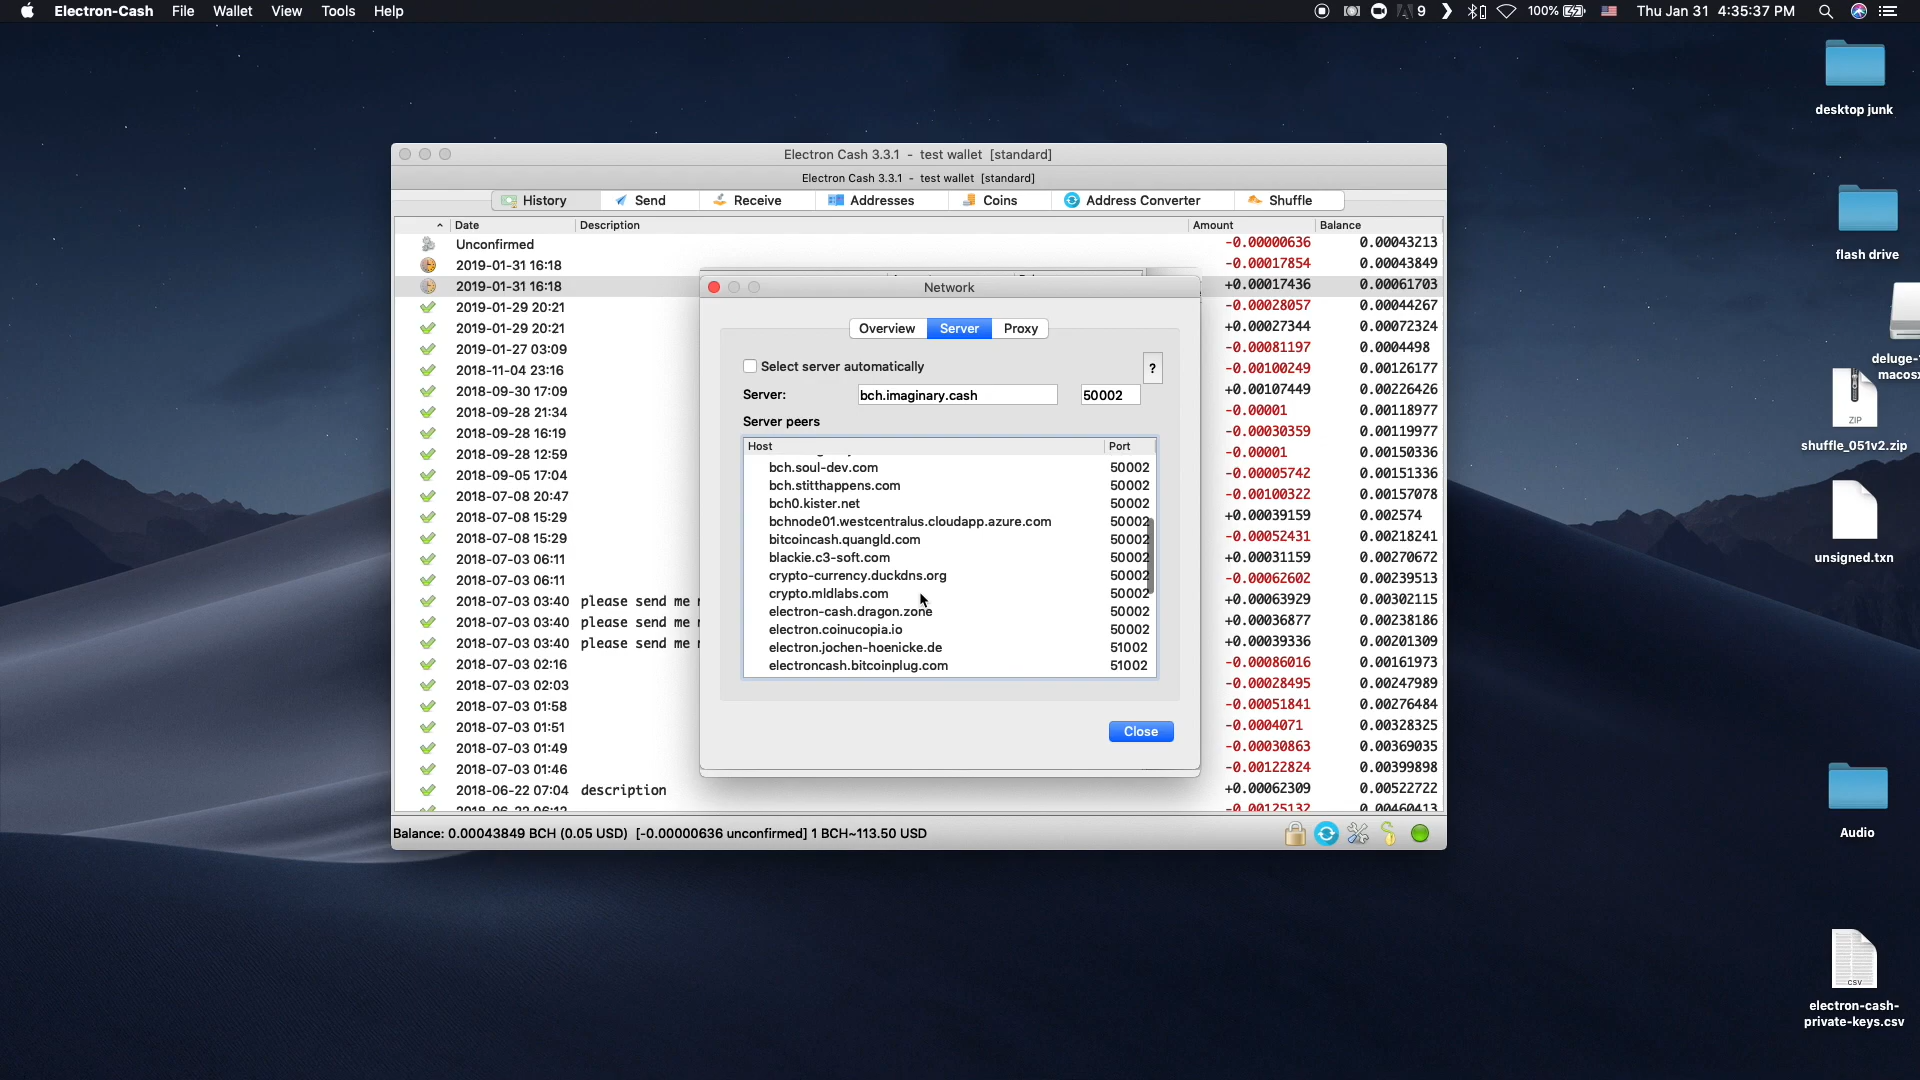 Electron-Cash File Wallet View Tools Help 9 100% Thu Jan 31 4:35:37 PM
desktop junk
flash drive
deluge-
macosx
ZIP
shuffle_051v2.zip
unsigned.txn
Audio
CSV
electron-cash-
private-keys.csv
Electron Cash 3.3.1 - test wallet [standard]
Electron Cash 3.3.1 - test wallet [standard]
History Send Receive Addresses Coins Address Converter Shuffle
Date Description Amount Balance
Unconfirmed -0.00000636 0.00043213
2019-01-31 16:18 -0.00017854 0.00043849
2019-01-31 16:18 +0.00017436 0.00061703
2019-01-29 20:21 -0.00028057 0.00044267
2019-01-29 20:21 +0.00027344 0.00072324
2019-01-27 03:09 -0.00081197 0.0004498
2018-11-04 23:16 -0.00100249 0.00126177
2018-09-30 17:09 +0.00107449 0.00226426
2018-09-28 21:34 -0.00001 0.00118977
2018-09-28 16:19 -0.00030359 0.00119977
2018-09-28 12:59 -0.00001 0.00150336
2018-09-05 17:04 -0.00005742 0.00151336
2018-07-08 20:47 -0.00100322 0.00157078
2018-07-08 15:29 +0.00039159 0.002574
2018-07-08 15:29 -0.00052431 0.00218241
2018-07-03 06:11 +0.00031159 0.00270672
2018-07-03 06:11 -0.00062602 0.00239513
2018-07-03 03:40 please send me +0.00063929 0.00302115
2018-07-03 03:40 please send me +0.00036877 0.00238186
2018-07-03 03:40 please send me +0.00039336 0.00201309
2018-07-03 02:16 -0.00086016 0.00161973
2018-07-03 02:03 -0.00028495 0.00247989
2018-07-03 01:58 -0.00051841 0.00276484
2018-07-03 01:51 -0.0004071 0.00328325
2018-07-03 01:49 -0.00030863 0.00369035
2018-07-03 01:46 -0.00122824 0.00399898
2018-06-22 07:04 description +0.00062309 0.00522722
-0.00125132 0.00460413
Balance: 0.00043849 BCH (0.05 USD) [-0.00000636 unconfirmed] 1 BCH~113.50 USD
Network
Overview Server Proxy
Select server automatically ?
Server: bch.imaginary.cash 50002
Server peers
Host Port
bch.soul-dev.com 50002
bch.stitthappens.com 50002
bch0.kister.net 50002
bchnode01.westcentralus.cloudapp.azure.com 50002
bitcoincash.quangld.com 50002
blackie.c3-soft.com 50002
crypto-currency.duckdns.org 50002
crypto.mldlabs.com 50002
electron-cash.dragon.zone 50002
electron.coinucopia.io 50002
electron.jochen-hoenicke.de 51002
electroncash.bitcoinplug.com 51002
Close